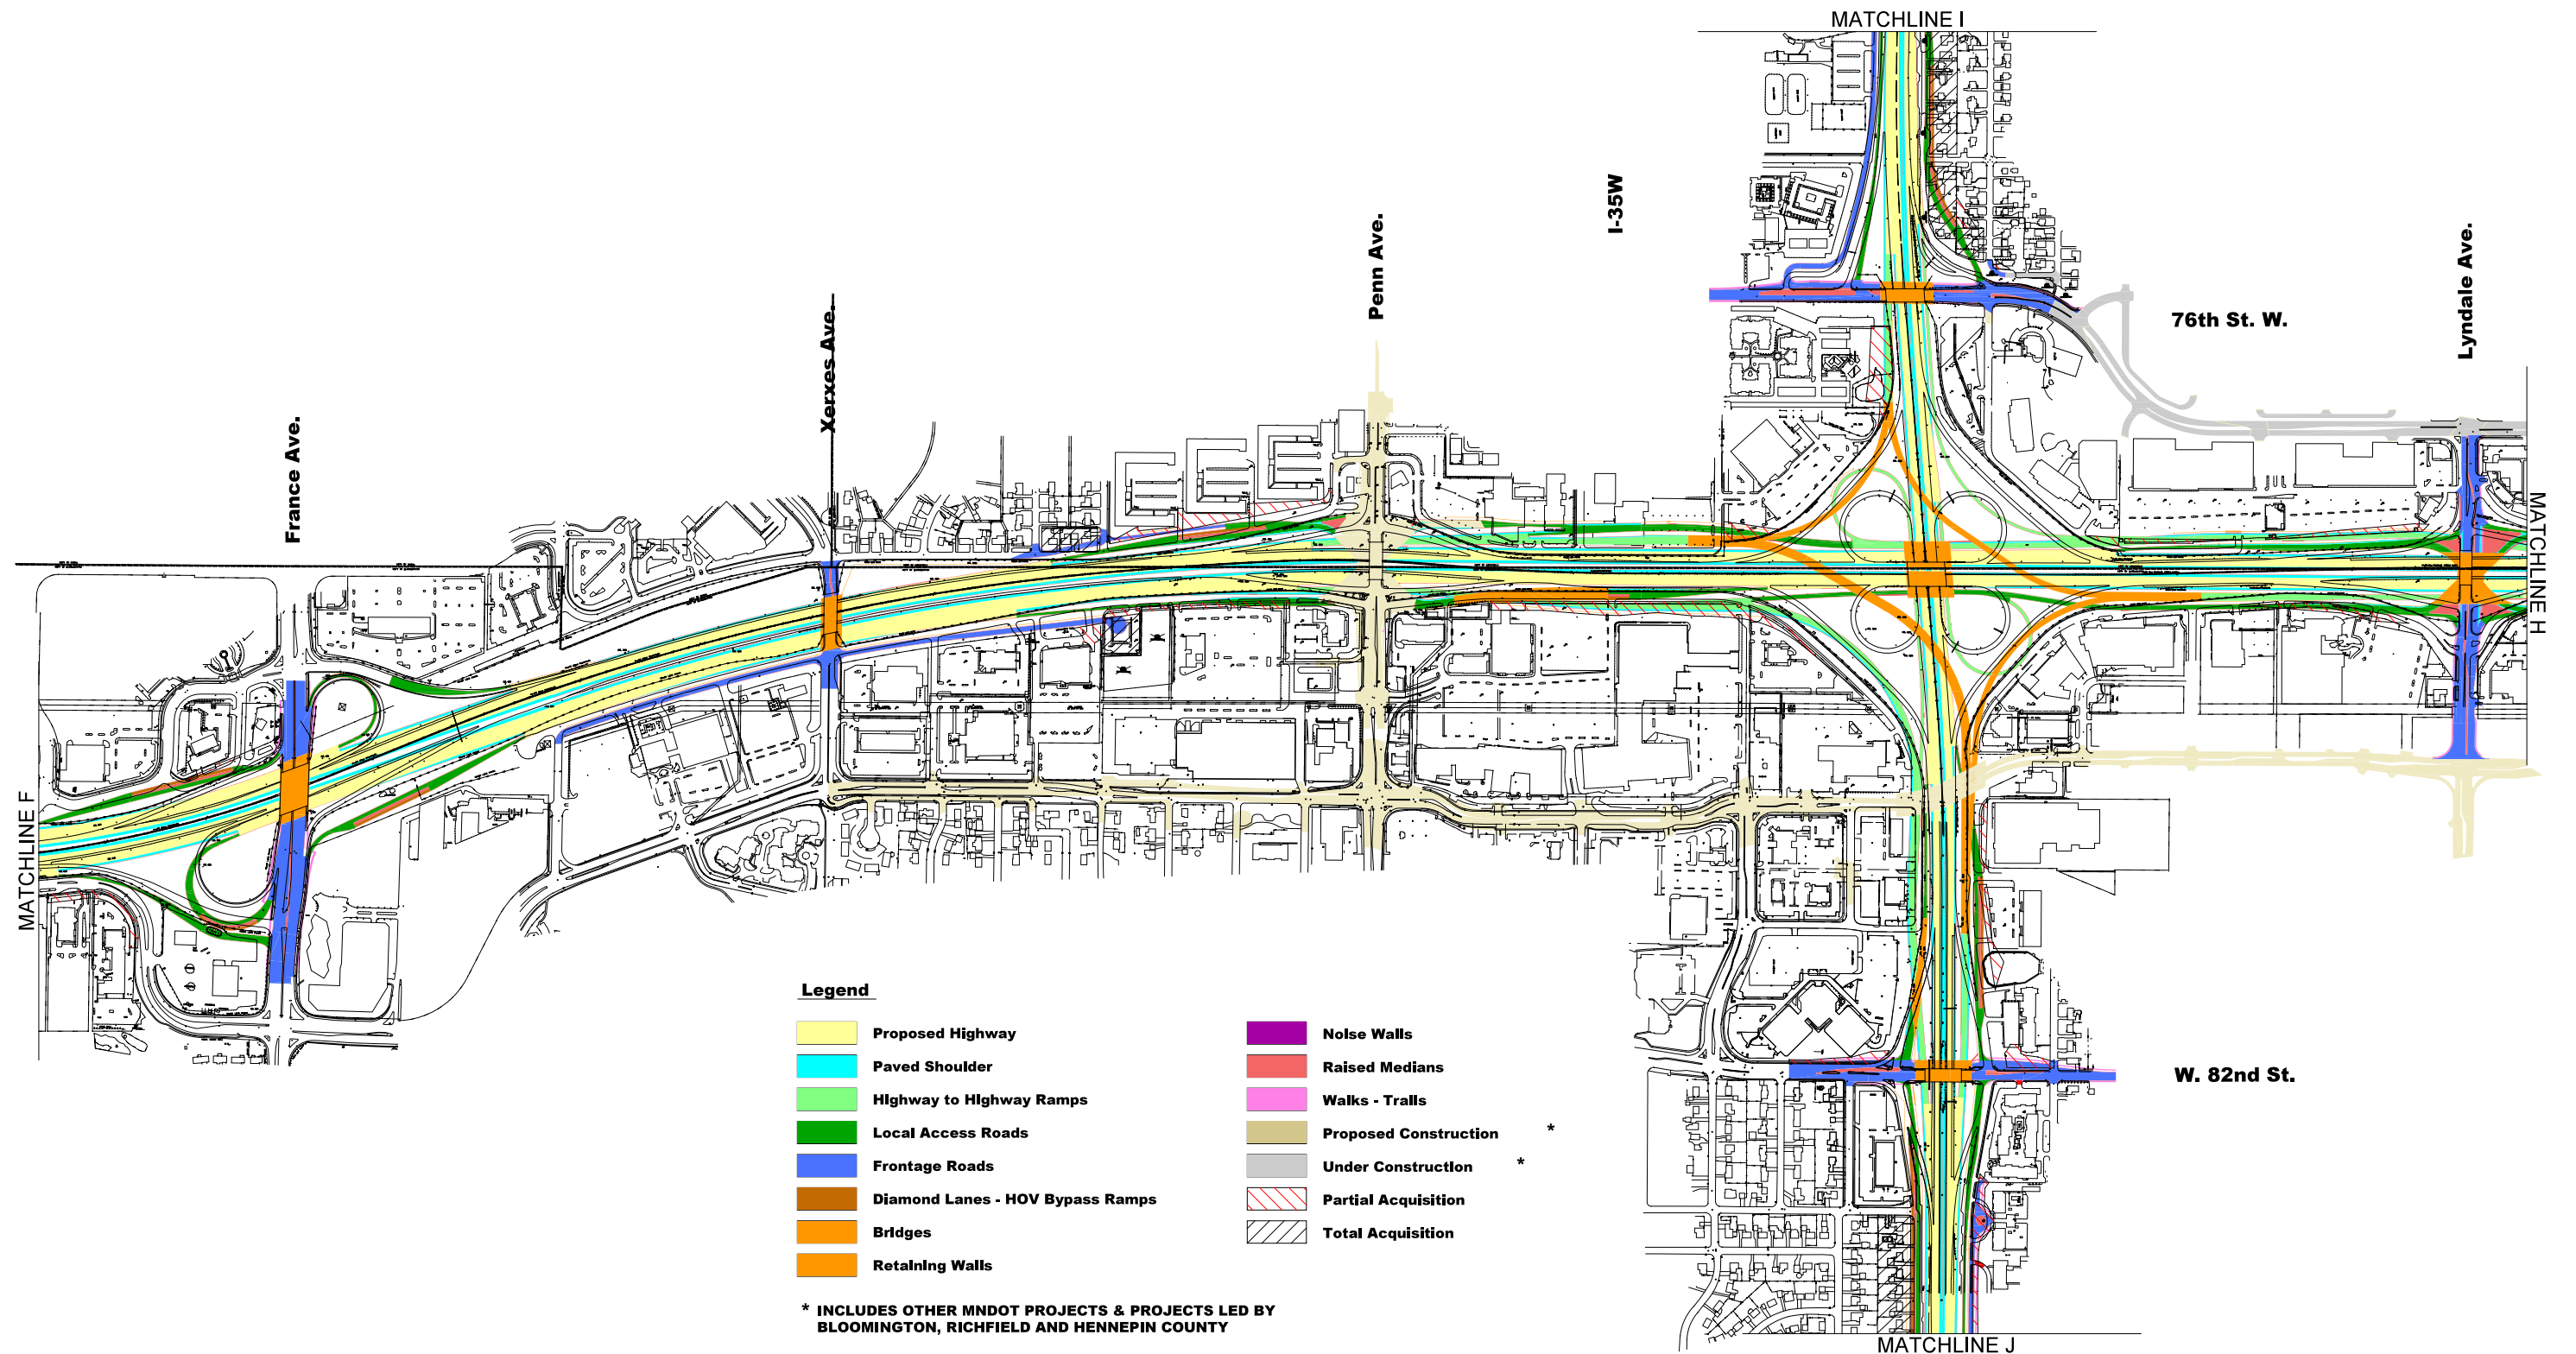 MATCHLINE I
I-35W
Penn Ave.
Lyndale Ave.
Xerxes Ave.
76th St. W.
France Ave.
MATCHLINE H
MATCHLINE F
Legend
Proposed Highway
Paved Shoulder
Highway to Highway Ramps
Local Access Roads
Frontage Roads
Diamond Lanes - HOV Bypass Ramps
Bridges
Retaining Walls
Noise Walls
Raised Medians
Walks - Trails
Proposed Construction *
Under Construction *
Partial Acquisition
Total Acquisition
* INCLUDES OTHER MNDOT PROJECTS & PROJECTS LED BY
BLOOMINGTON, RICHFIELD AND HENNEPIN COUNTY
W. 82nd St.
MATCHLINE J